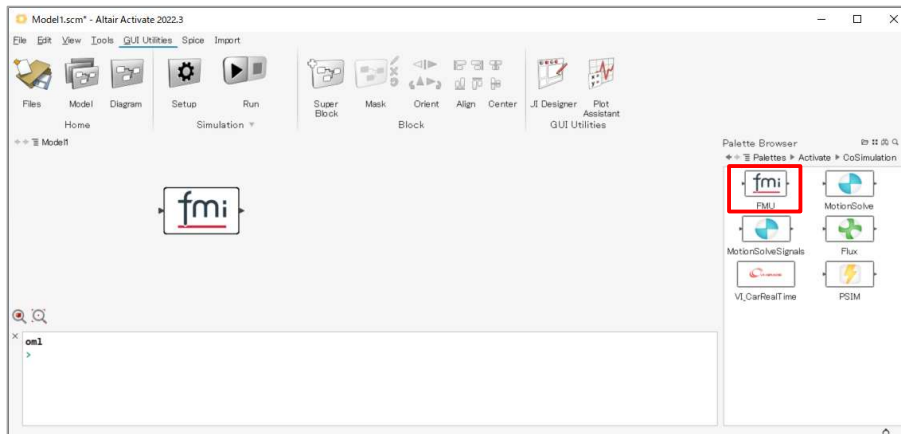 Model1.scm* - Altair Activate 2022.3
File Edit View Tools GUI Utilities Spice Import
Files Model Diagram Setup Run Super Block Mask Orient Align Center JI Designer Plot Assistant
Home Simulation Block GUI Utilities
Model1
Palette Browser
Palettes Activate CoSimulation
fmi
FMU MotionSolve
fmi
MotionSolveSignals Flux
VI_CarRealTime PSIM
oml
>